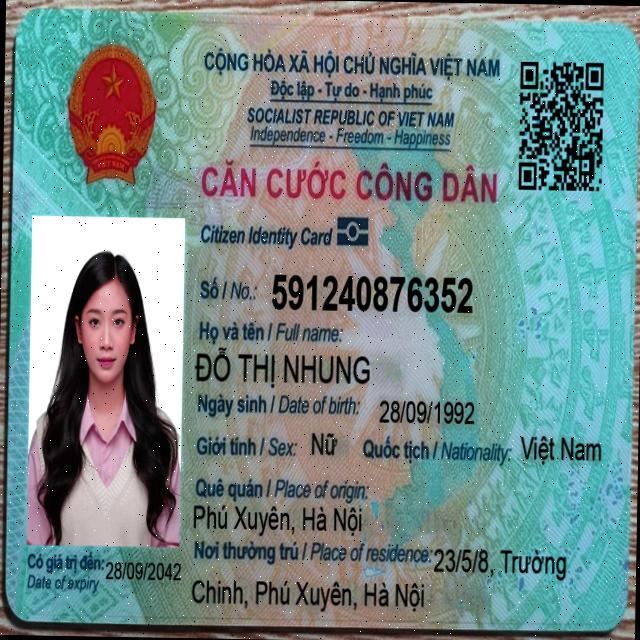 CỘNG HÒA XÃ HỘI CHỦ NGHĨA VIỆT NAM
Độc lập - Tự do - Hạnh phúc
SOCIALIST REPUBLIC OF VIET NAM
Independence - Freedom - Happiness
CĂN CƯỚC CÔNG DÂN
Citizen Identity Card
Số / No.: 591240876352
Họ và tên / Full name:
ĐỖ THỊ NHUNG
Ngày sinh / Date of birth: 28/09/1992
Giới tính / Sex: Nữ Quốc tịch / Nationality: Việt Nam
Quê quán / Place of origin:
Phú Xuyên, Hà Nội
Nơi thường trú / Place of residence: 23/5/8, Trường
Chinh, Phú Xuyên, Hà Nội
Có giá trị đến: 28/09/2042
Date of expiry
VIỆT NAM